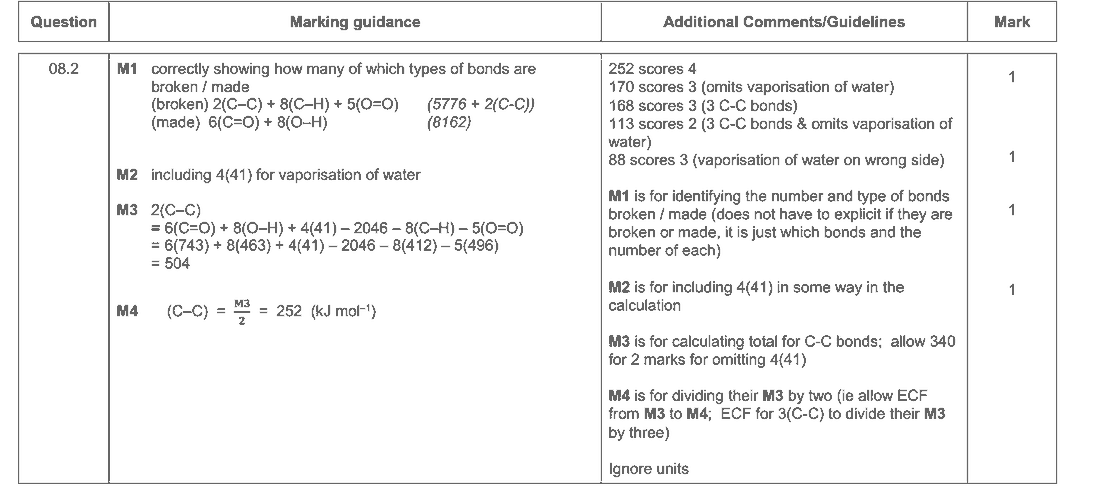 Question Marking guidance Additional Comments/Guidelines Mark
08.2
M1 correctly showing how many of which types of bonds are
broken / made
(broken) 2(C–C) + 8(C–H) + 5(O=O) (5776 + 2(C-C))
(made) 6(C=O) + 8(O–H) (8162)
M2 including 4(41) for vaporisation of water
M3 2(C–C)
= 6(C=O) + 8(O–H) + 4(41) – 2046 – 8(C–H) – 5(O=O)
= 6(743) + 8(463) + 4(41) – 2046 – 8(412) – 5(496)
= 504
M4 (C–C) = M3/2 = 252 (kJ mol⁻¹)
252 scores 4
170 scores 3 (omits vaporisation of water)
168 scores 3 (3 C-C bonds)
113 scores 2 (3 C-C bonds & omits vaporisation of
water)
88 scores 3 (vaporisation of water on wrong side)
M1 is for identifying the number and type of bonds
broken / made (does not have to explicit if they are
broken or made, it is just which bonds and the
number of each)
M2 is for including 4(41) in some way in the
calculation
M3 is for calculating total for C-C bonds; allow 340
for 2 marks for omitting 4(41)
M4 is for dividing their M3 by two (ie allow ECF
from M3 to M4; ECF for 3(C-C) to divide their M3
by three)
Ignore units
1
1
1
1